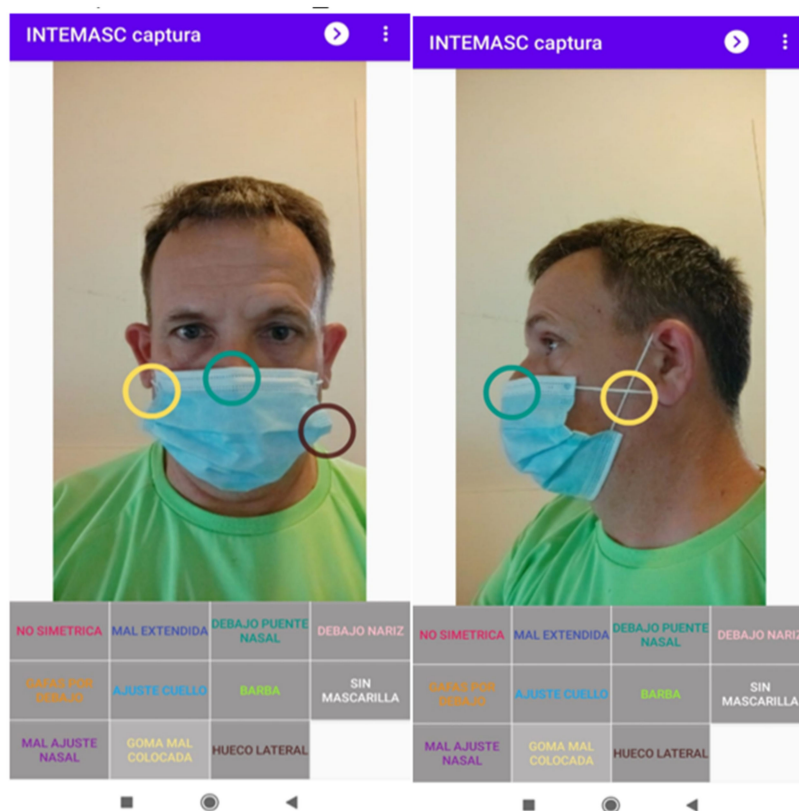 INTEMASC captura
NO SIMETRICA MAL EXTENDIDA DEBAJO PUENTE NASAL DEBAJO NARIZ
GAFAS POR DEBAJO AJUSTE CUELLO BARBA SIN MASCARILLA
MAL AJUSTE NASAL GOMA MAL COLOCADA HUECO LATERAL
INTEMASC captura
NO SIMETRICA MAL EXTENDIDA DEBAJO PUENTE NASAL DEBAJO NARIZ
GAFAS POR DEBAJO AJUSTE CUELLO BARBA SIN MASCARILLA
MAL AJUSTE NASAL GOMA MAL COLOCADA HUECO LATERAL